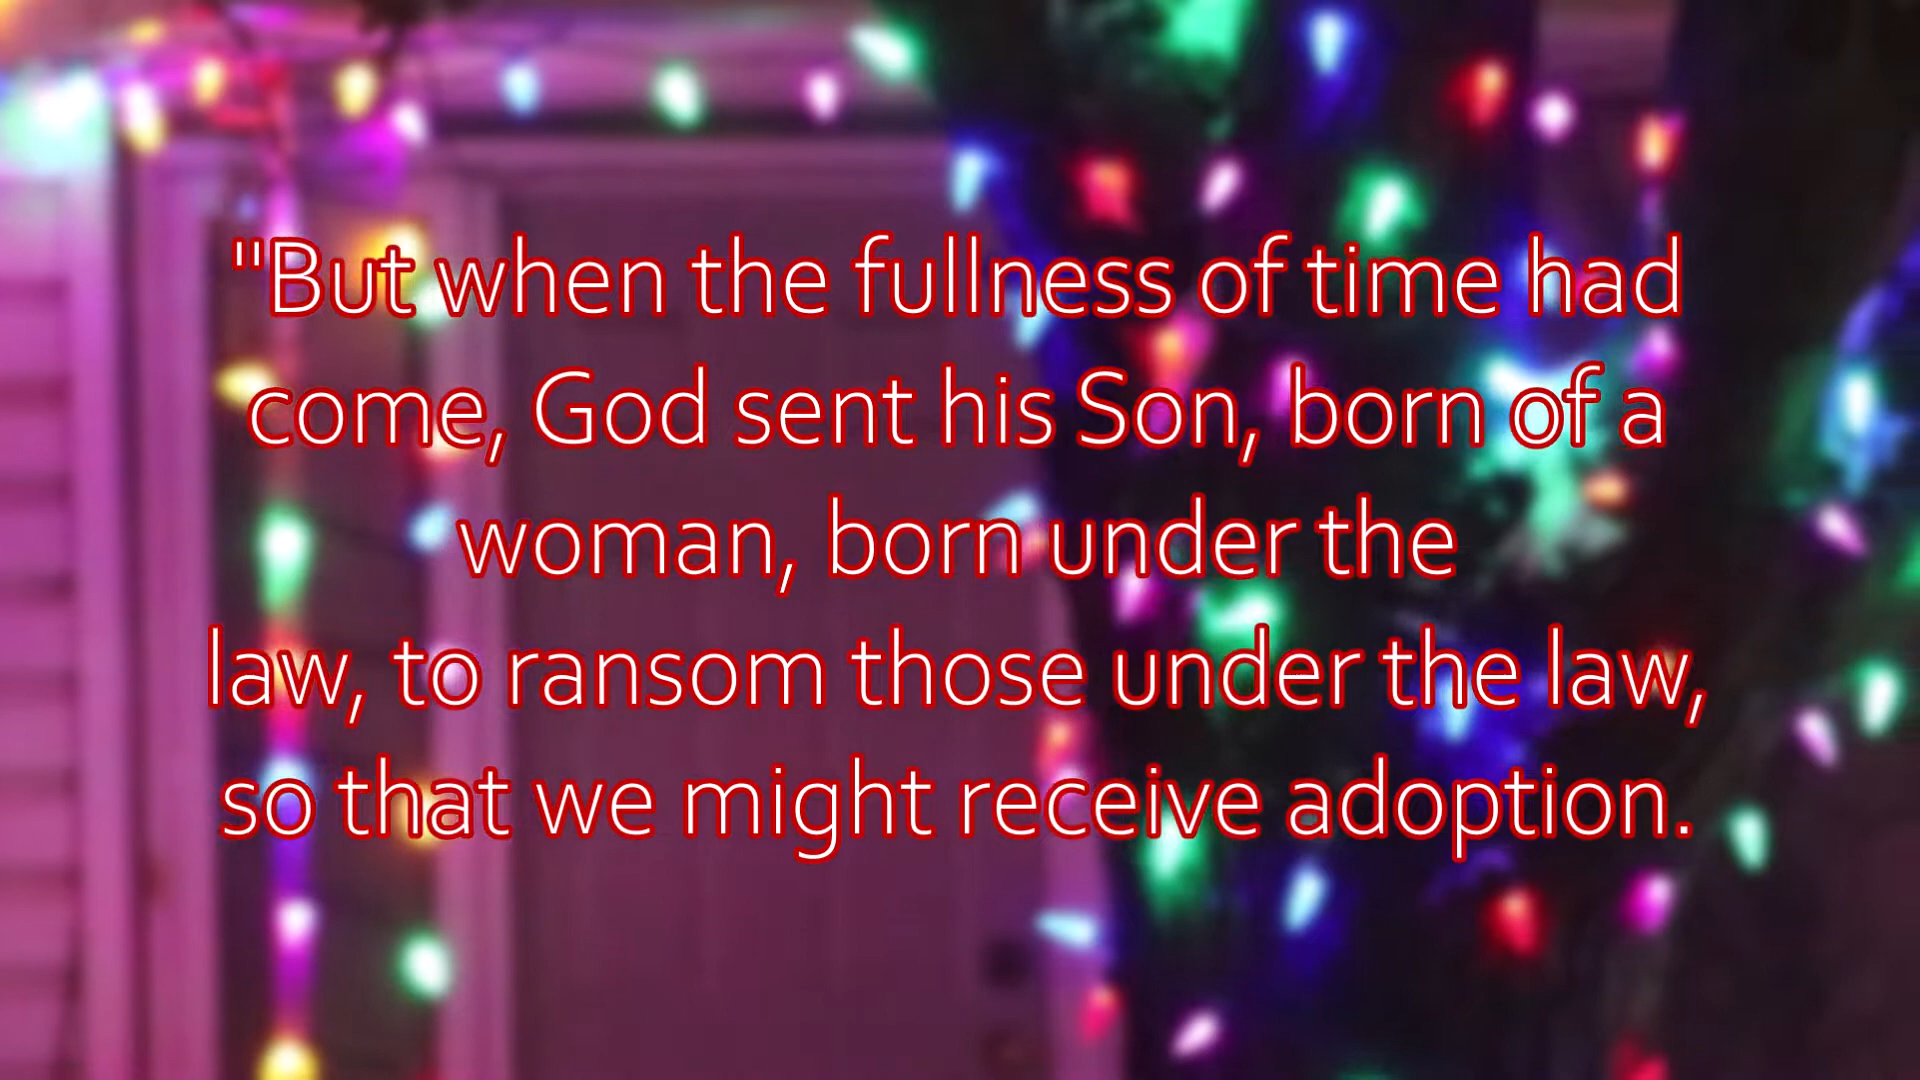 "But when the fullness of time had
come, God sent his Son, born of a
woman, born under the
law, to ransom those under the law,
so that we might receive adoption.